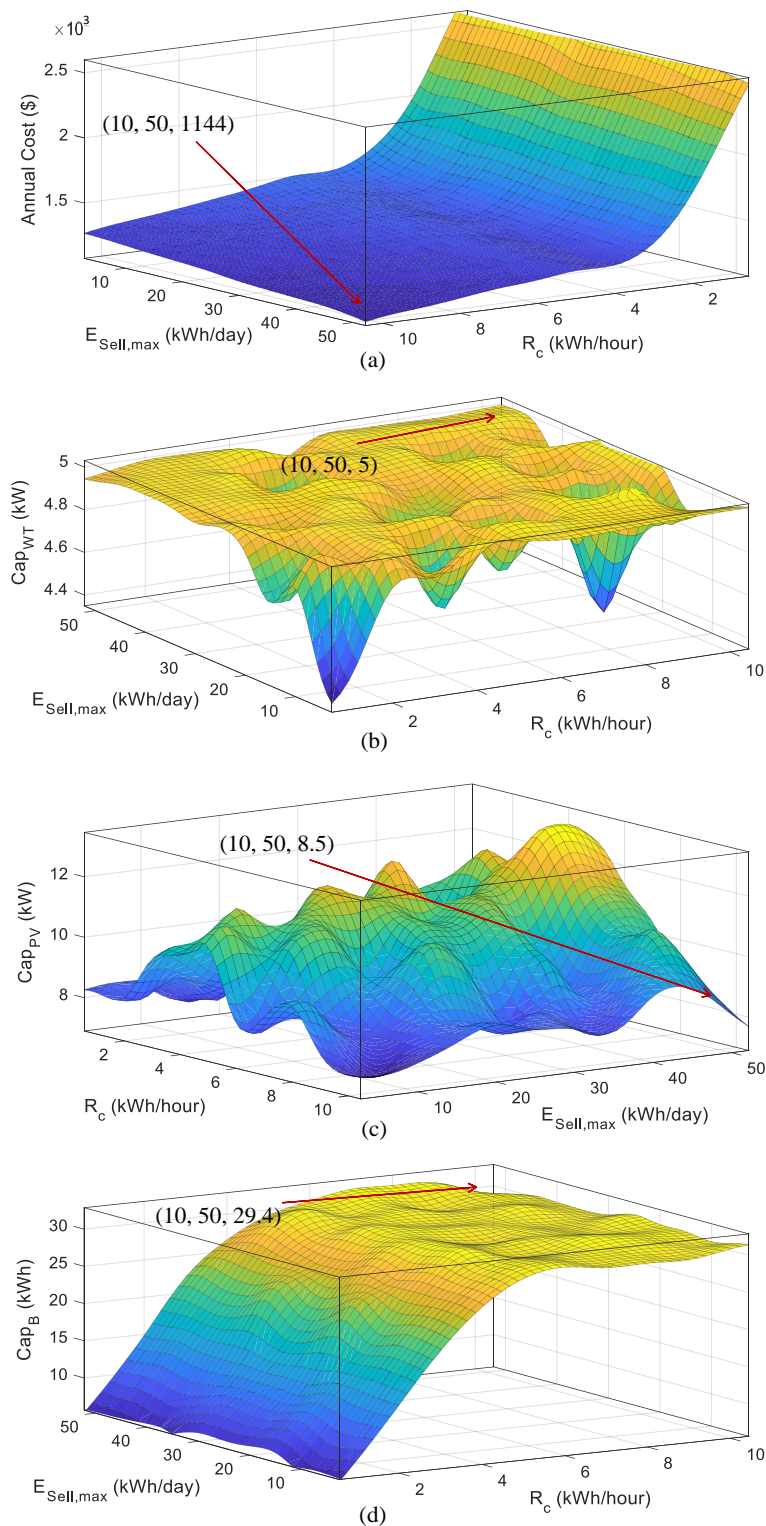 ×10³
2.5
2
1.5
Annual Cost ($)
(10, 50, 1144)
10
20
30
40
50
E_Sell,max (kWh/day)
10
8
6
4
2
R_c (kWh/hour)
(a)
5
4.8
4.6
4.4
Cap_WT (kW)
(10, 50, 5)
50
40
30
20
10
E_Sell,max (kWh/day)
2
4
6
8
10
R_c (kWh/hour)
(b)
12
10
8
Cap_PV (kW)
(10, 50, 8.5)
2
4
6
8
10
R_c (kWh/hour)
10
20
30
40
50
E_Sell,max (kWh/day)
(c)
30
25
20
15
10
Cap_B (kWh)
(10, 50, 29.4)
50
40
30
20
10
E_Sell,max (kWh/day)
2
4
6
8
10
R_c (kWh/hour)
(d)